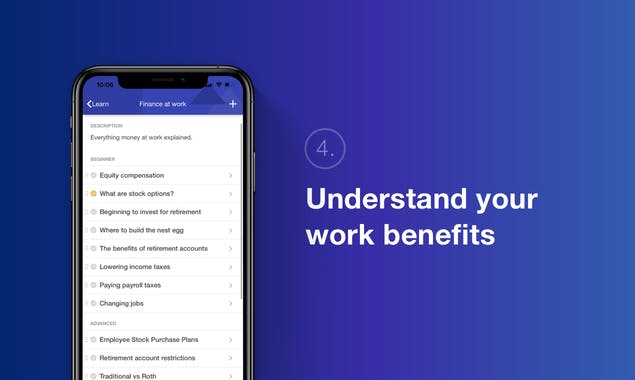 10:06
Learn
Finance at work
+
DESCRIPTION
Everything money at work explained.
BEGINNER
Equity compensation
What are stock options?
Beginning to invest for retirement
Where to build the nest egg
The benefits of retirement accounts
Lowering income taxes
Paying payroll taxes
Changing jobs
ADVANCED
Employee Stock Purchase Plans
Retirement account restrictions
Traditional vs Roth
4.
Understand your
work benefits